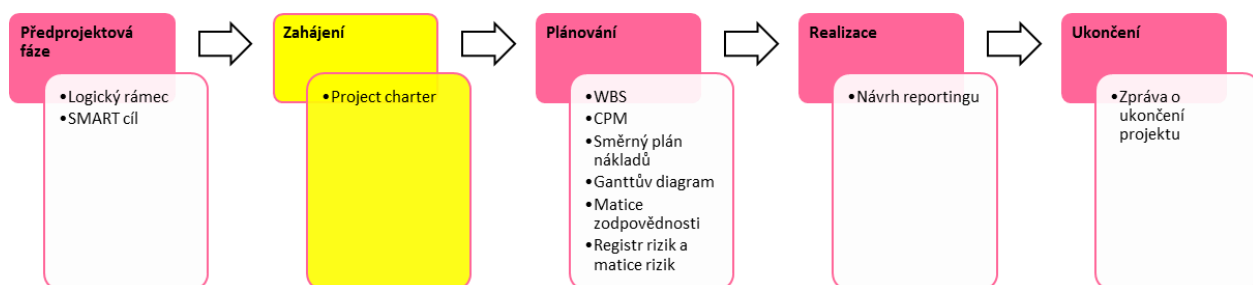 Předprojektová
fáze
•Logický rámec
•SMART cíl
Zahájení
•Project charter
Plánování
•WBS
•CPM
•Směrný plán
nákladů
•Ganttův diagram
•Matice
zodpovědnosti
•Registr rizik a
matice rizik
Realizace
•Návrh reportingu
Ukončení
•Zpráva o
ukončení
projektu